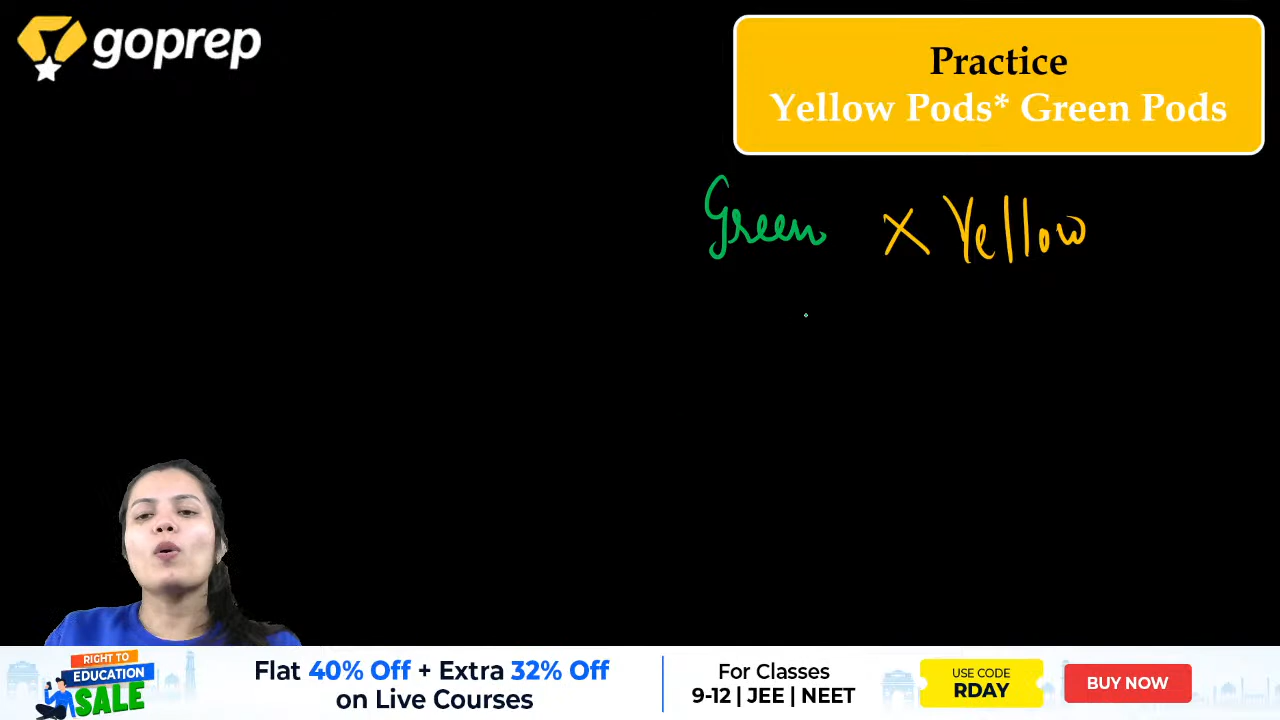 goprep
Practice
Yellow Pods* Green Pods
Green X Yellow
RIGHT TO
EDUCATION
SALE
Flat 40% Off + Extra 32% Off
on Live Courses
For Classes
9-12 | JEE | NEET
USE CODE
RDAY
BUY NOW